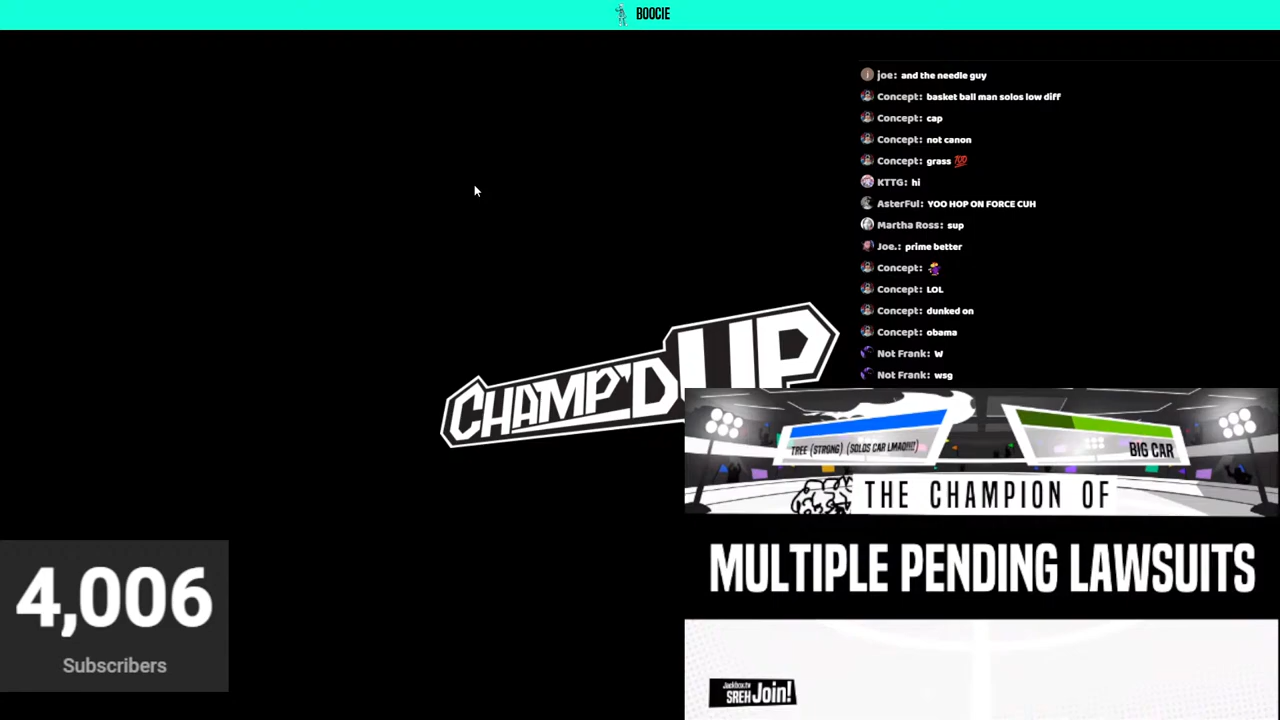 BOOCIE
joe: and the needle guy
Concept: basket ball man solos low diff
Concept: cap
Concept: not canon
Concept: grass 💯
KTTG: hi
AsterFul: YOO HOP ON FORCE CUH
Martha Ross: sup
Joe.: prime better
Concept:
Concept: LOL
Concept: dunked on
Concept: obama
Not Frank: W
Not Frank: wsg
CHAMP'D UP
TREE (STRONG) (SOLOS CAR LMAO!!!!)
BIG CAR
THE CHAMPION OF
MULTIPLE PENDING LAWSUITS
4,006
Subscribers
Jackbox.tv
SREH Join!